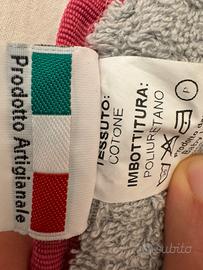 Prodotto Artigianale
TESSUTO:
COTONE
IMBOTTITURA:
POLIURETANO
P
subito